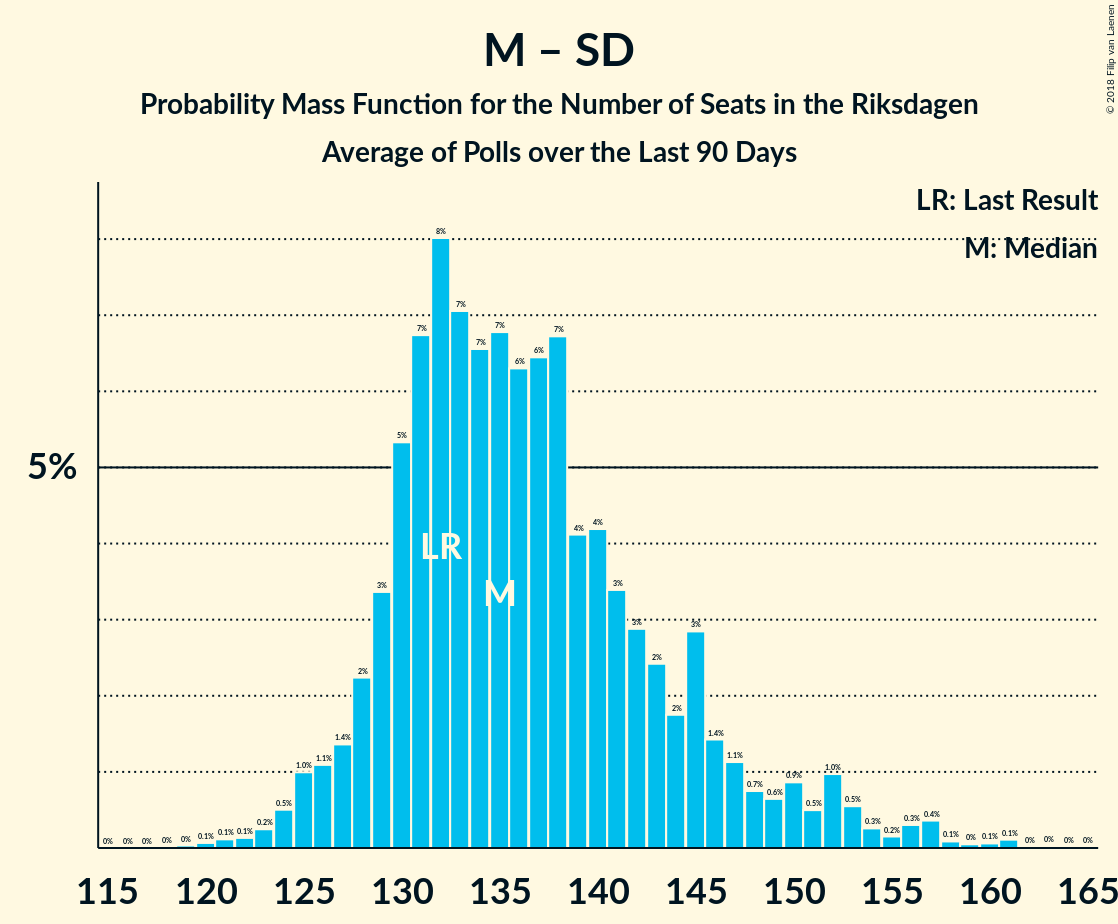 M – SD
Probability Mass Function for the Number of Seats in the Riksdagen
Average of Polls over the Last 90 Days
© 2018 Filip van Laenen
LR: Last Result
M: Median
5%
0% 0% 0% 0% 0% 0.1% 0.1% 0.1% 0.2% 0.5% 1.0% 1.1% 1.4% 2% 3% 5% 7% 8% 7% 7% 7% 6% 6% 7% 4% 4% 3% 3% 2% 2% 3% 1.4% 1.1% 0.7% 0.6% 0.9% 0.5% 1.0% 0.5% 0.3% 0.2% 0.3% 0.4% 0.1% 0% 0.1% 0.1% 0% 0% 0% 0%
LR
M
115 120 125 130 135 140 145 150 155 160 165